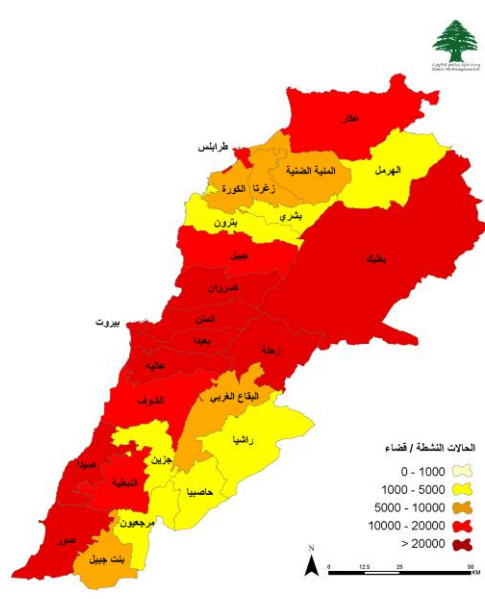 عكار
طرابلس
الهرمل
المنية الضنية
زغرتا
الكورة
بشري
بترون
جبيل
بعلبك
كسروان
المتن
بيروت
بعبدا
زحلة
عاليه
البقاع الغربي
الشوف
راشيا
جزين
صيدا
النبطية
حاصبيا
مرجعيون
صور
بنت جبيل
الحالات النشطة / قضاء
0 - 1000
1000 - 5000
5000 - 10000
10000 - 20000
> 20000
N
0 12.5 25 50
KM